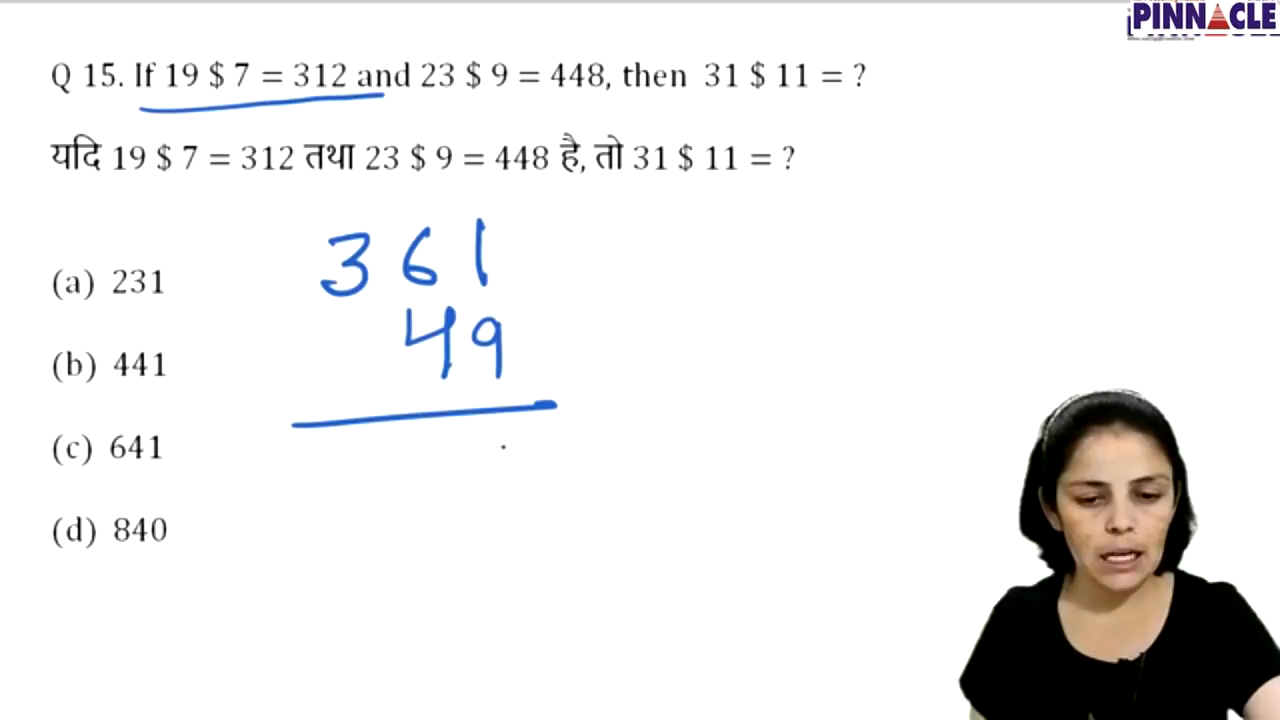 PINNACLE
Q 15. If 19 $ 7 = 312 and 23 $ 9 = 448, then 31 $ 11 = ?
यदि 19 $ 7 = 312 तथा 23 $ 9 = 448 है, तो 31 $ 11 = ?
361
49
(a) 231
(b) 441
(c) 641
(d) 840